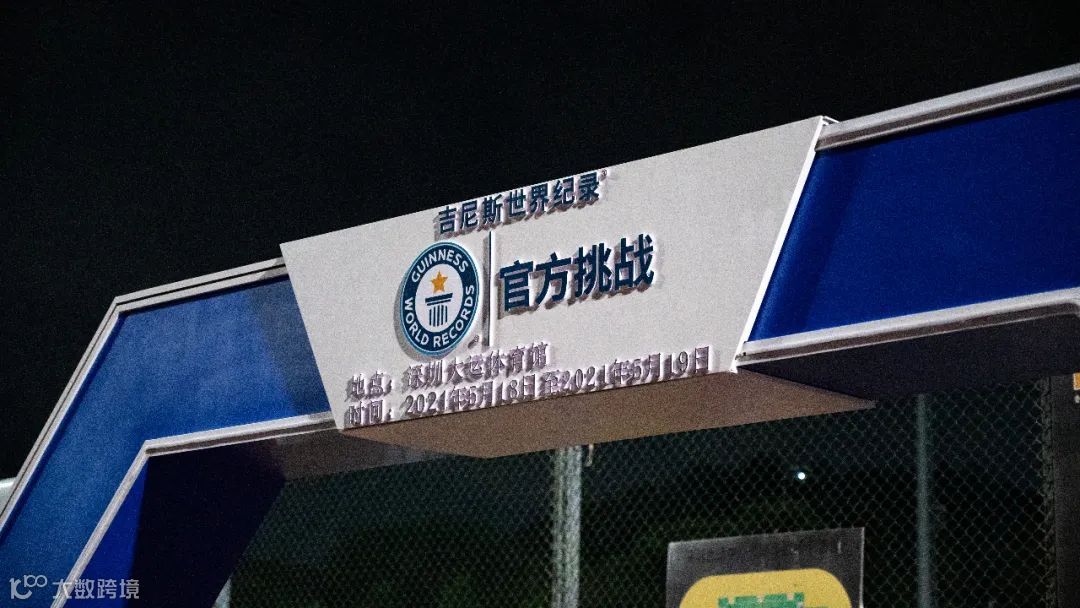 吉尼斯世界纪录®
GUINNESS WORLD RECORDS
官方挑战
地点：深圳大运体育馆
时间：2024年5月18日至2024年5月19日
大数跨境